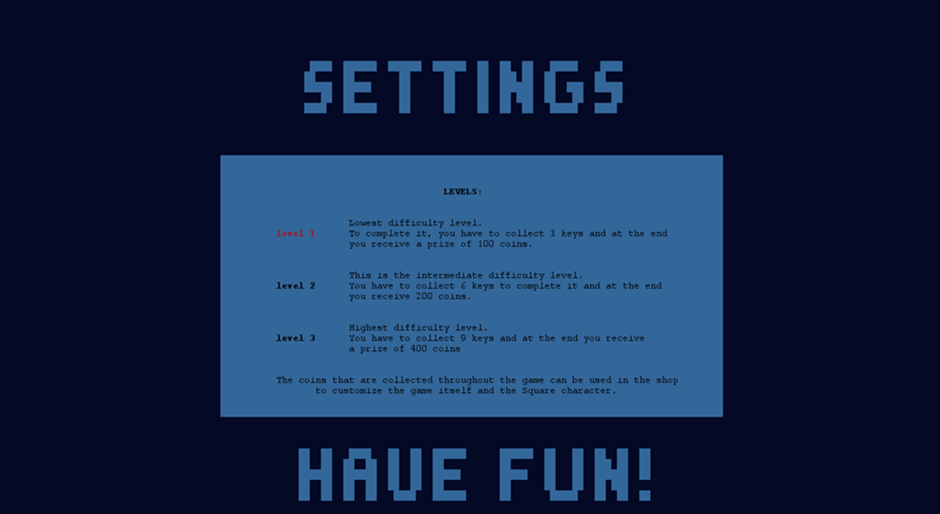 SETTINGS
LEVELS:
Lowest difficulty level.
level 1 To complete it, you have to collect 3 keys and at the end
you receive a prize of 100 coins.
This is the intermediate difficulty level.
level 2 You have to collect 6 keys to complete it and at the end
you receive 200 coins.
Highest difficulty level.
level 3 You have to collect 9 keys and at the end you receive
a prize of 400 coins
The coins that are collected throughout the game can be used in the shop
to customize the game itself and the Square character.
HAVE FUN!